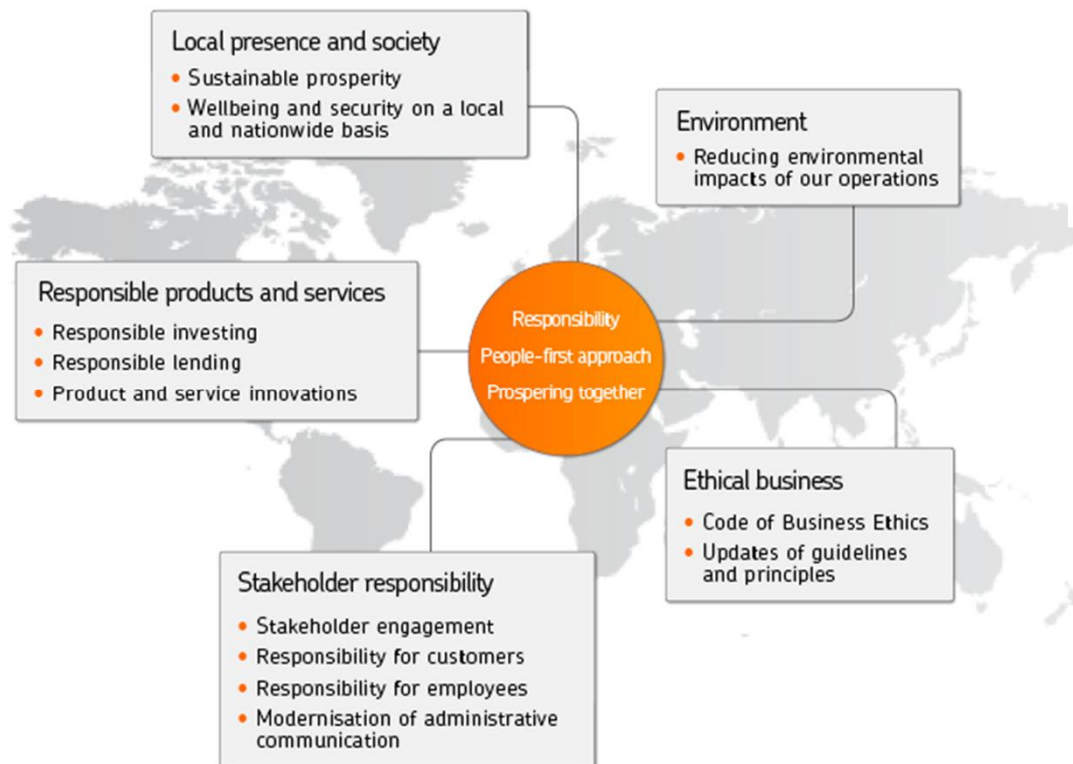 Local presence and society
• Sustainable prosperity
• Wellbeing and security on a local
and nationwide basis
Environment
• Reducing environmental
impacts of our operations
Responsible products and services
• Responsible investing
• Responsible lending
• Product and service innovations
Responsibility
People-first approach
Prospering together
Ethical business
• Code of Business Ethics
• Updates of guidelines
and principles
Stakeholder responsibility
• Stakeholder engagement
• Responsibility for customers
• Responsibility for employees
• Modernisation of administrative
communication